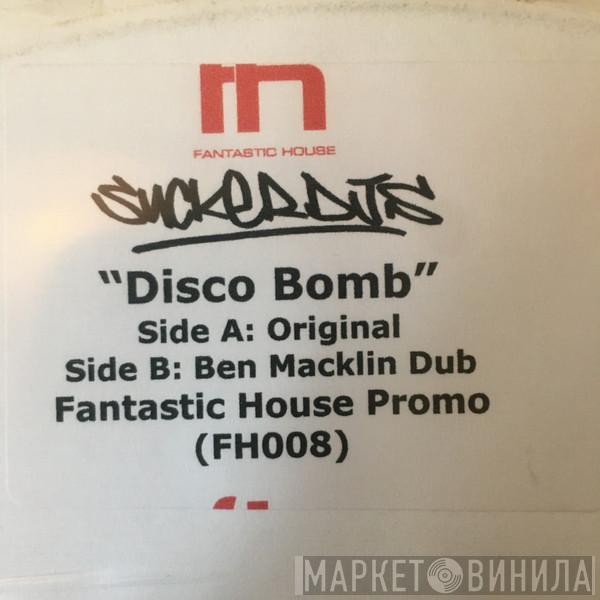 FANTASTIC HOUSE
SUCKERDJS
“Disco Bomb”
Side A: Original
Side B: Ben Macklin Dub
Fantastic House Promo
(FH008)
МАРКЕТ ВИНИЛА